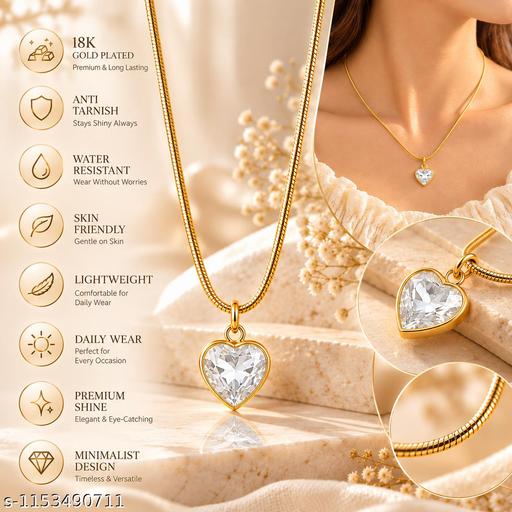 18K
GOLD PLATED
Premium & Long Lasting
ANTI
TARNISH
Stays Shiny Always
WATER
RESISTANT
Wear Without Worries
SKIN
FRIENDLY
Gentle on Skin
LIGHTWEIGHT
Comfortable for
Daily Wear
DAILY WEAR
Perfect for
Every Occasion
PREMIUM
SHINE
Elegant & Eye-Catching
MINIMALIST
DESIGN
Timeless & Versatile
s-1153490711